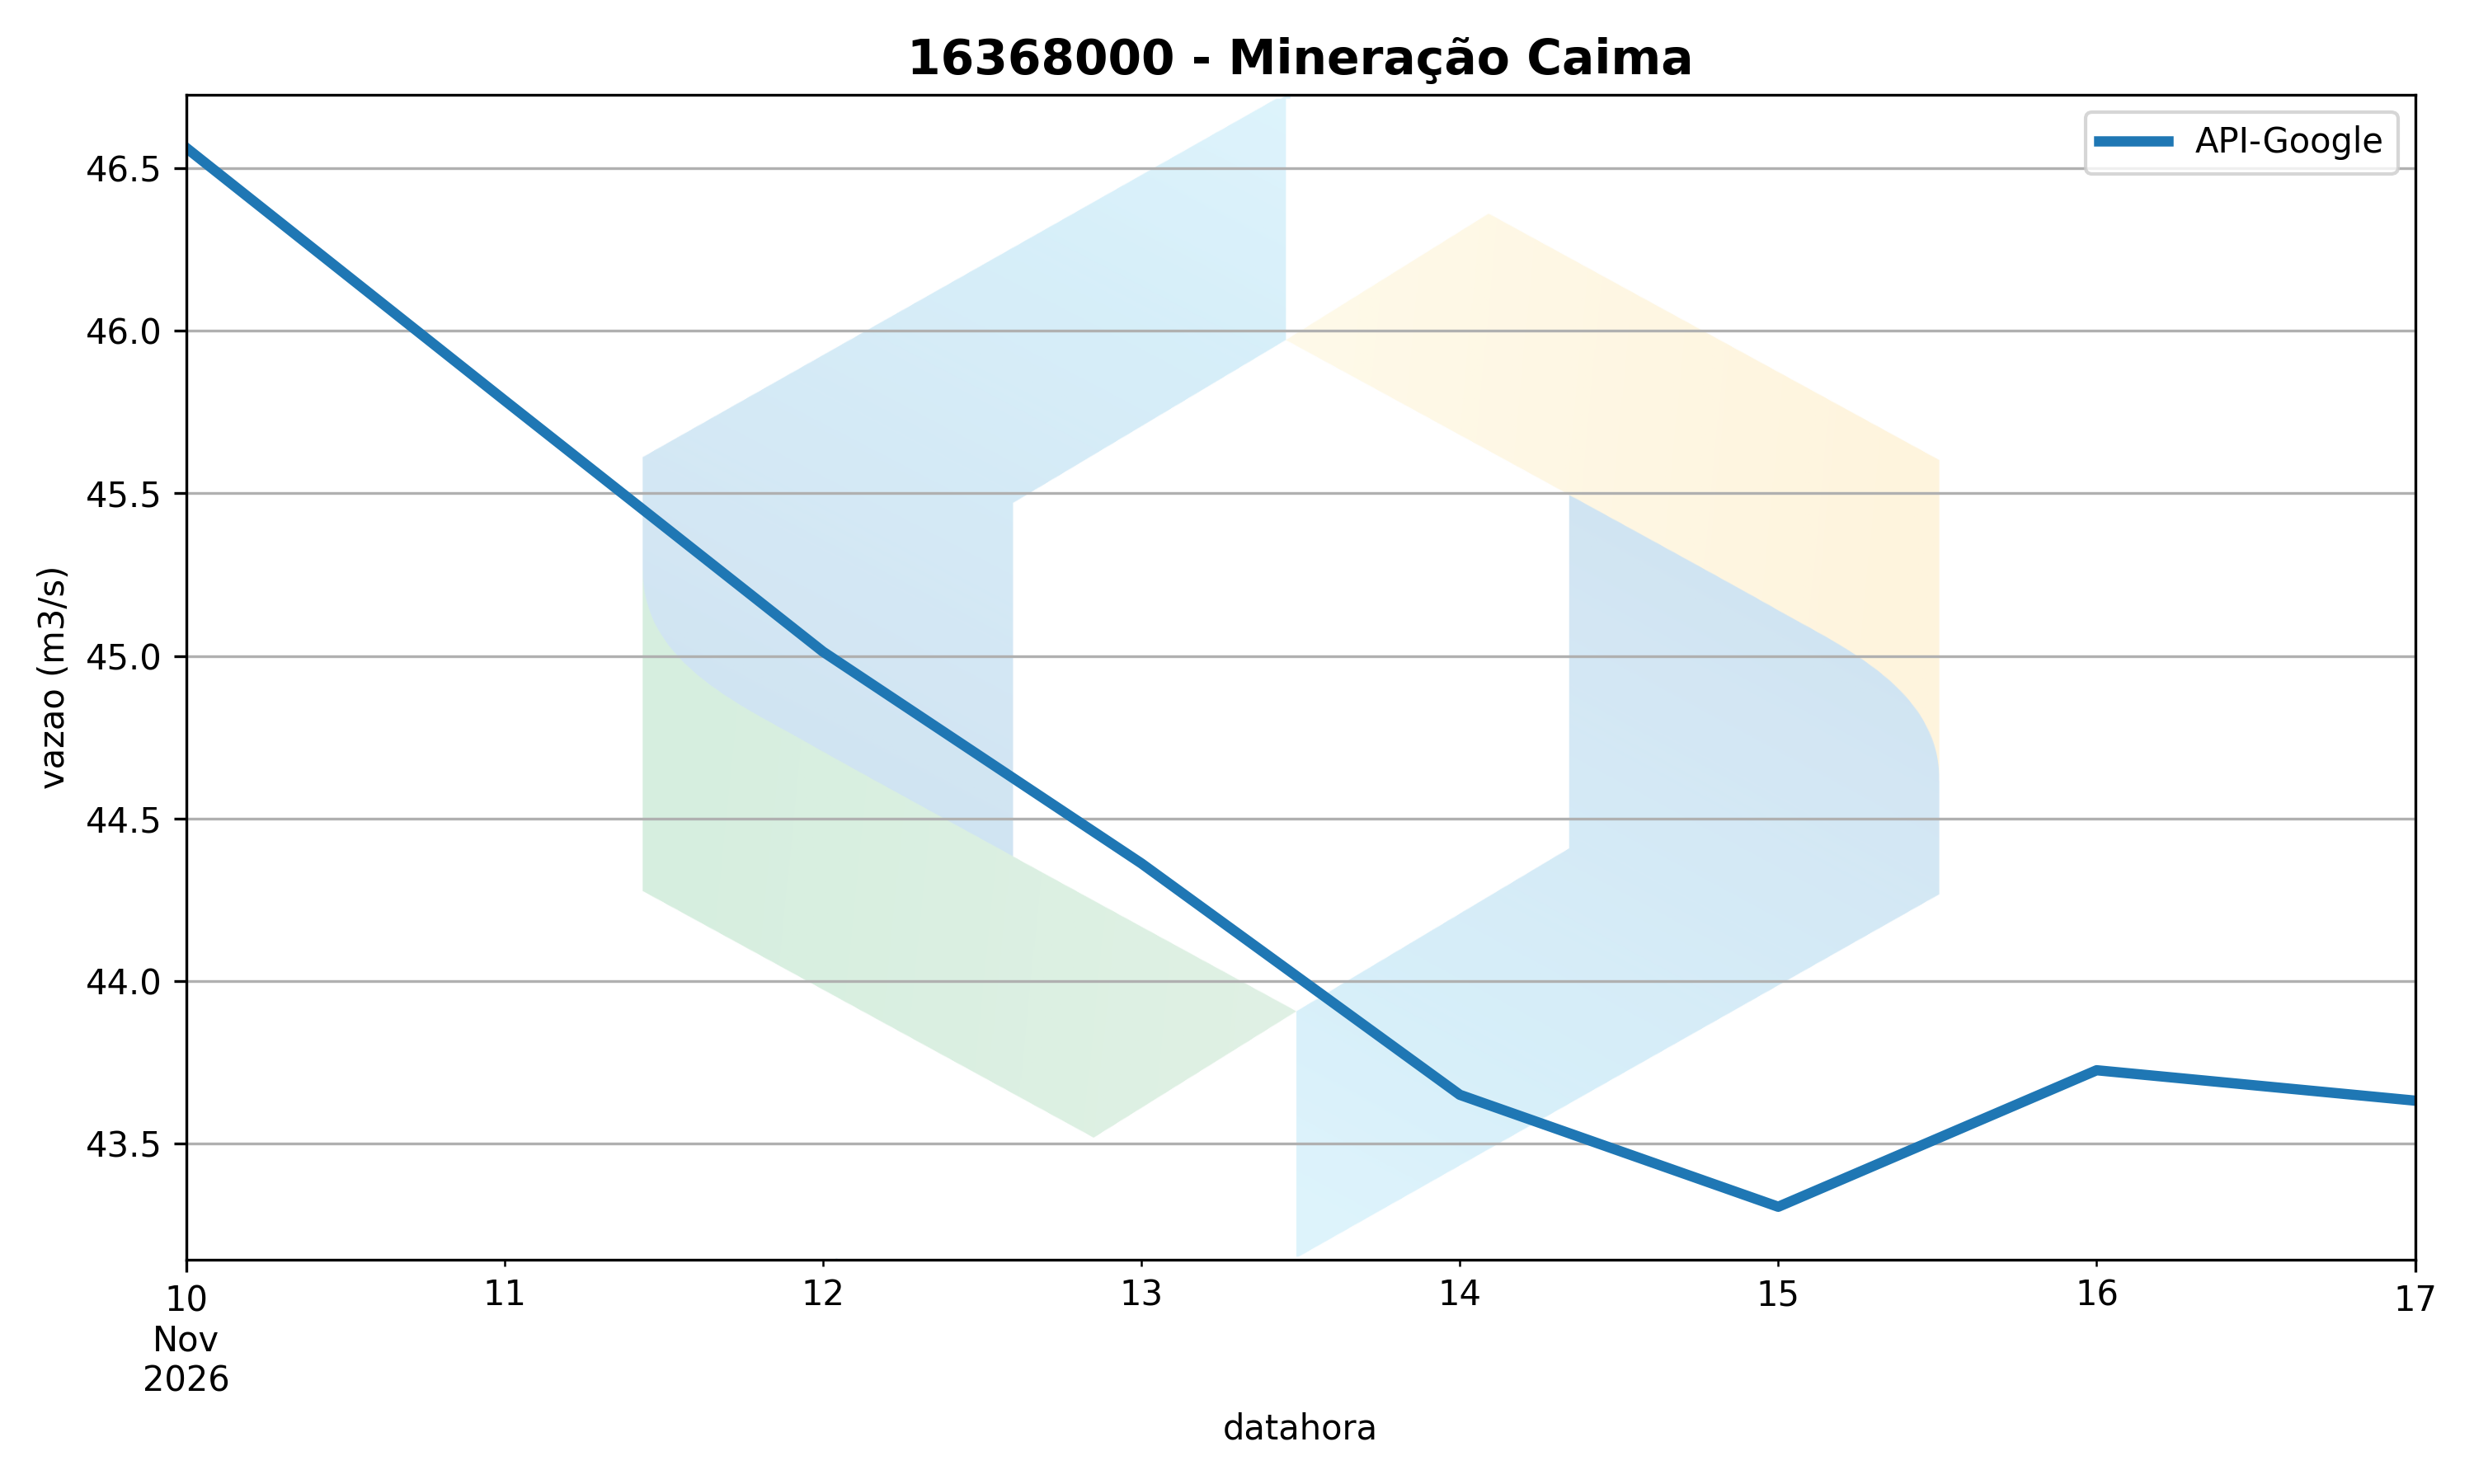 16368000 - Mineração Caima
API-Google
46.5
46.0
45.5
45.0
44.5
44.0
43.5
vazao (m3/s)
10 11 12 13 14 15 16 17
Nov
2026
datahora